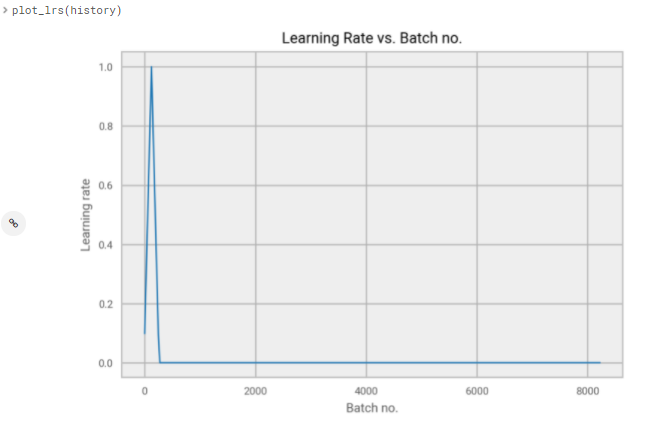 > plot_lrs(history)
Learning Rate vs. Batch no.
1.0
0.8
0.6
0.4
0.2
0.0
Learning rate
0 2000 4000 6000 8000
Batch no.